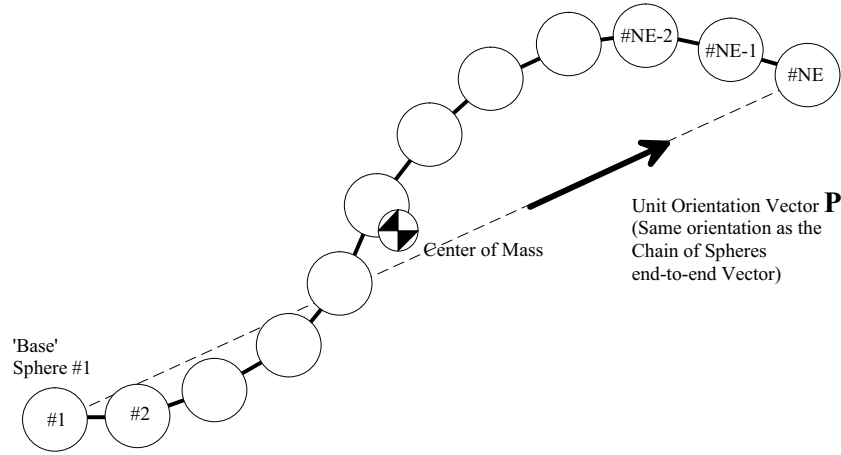 #NE-2
#NE-1
#NE
Unit Orientation Vector P
(Same orientation as the
Chain of Spheres
end-to-end Vector)
Center of Mass
'Base'
Sphere #1
#1
#2